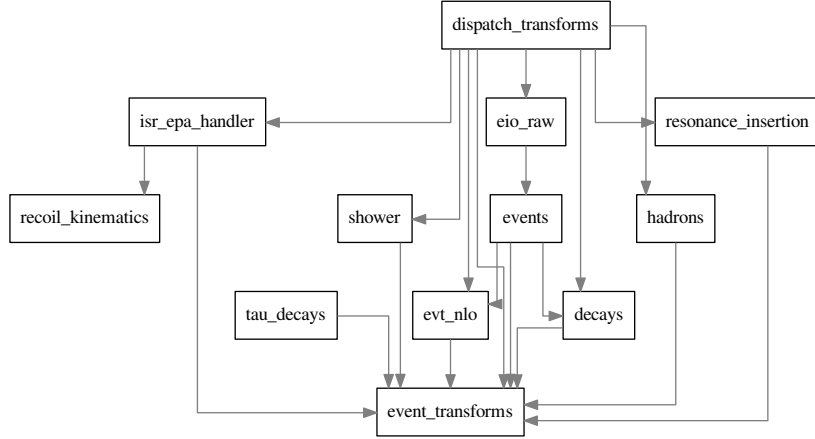 dispatch_transforms
isr_epa_handler
eio_raw
resonance_insertion
recoil_kinematics
shower
events
hadrons
tau_decays
evt_nlo
decays
event_transforms